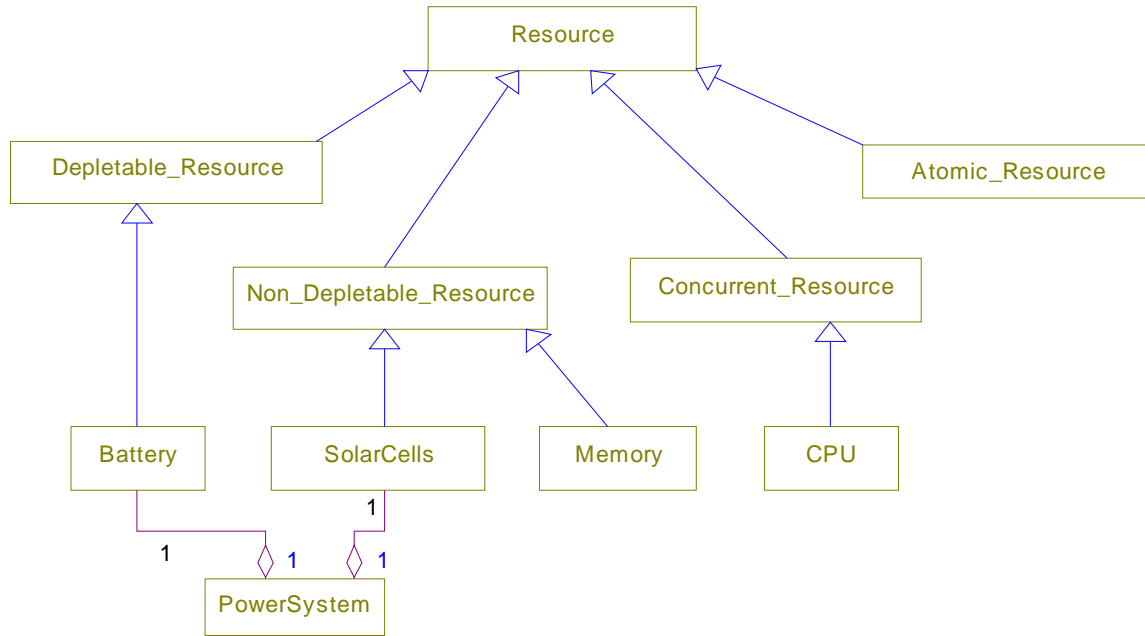 Resource
Depletable_Resource
Atomic_Resource
Non_Depletable_Resource
Concurrent_Resource
Battery
SolarCells
Memory
CPU
1
1
1
1
PowerSystem